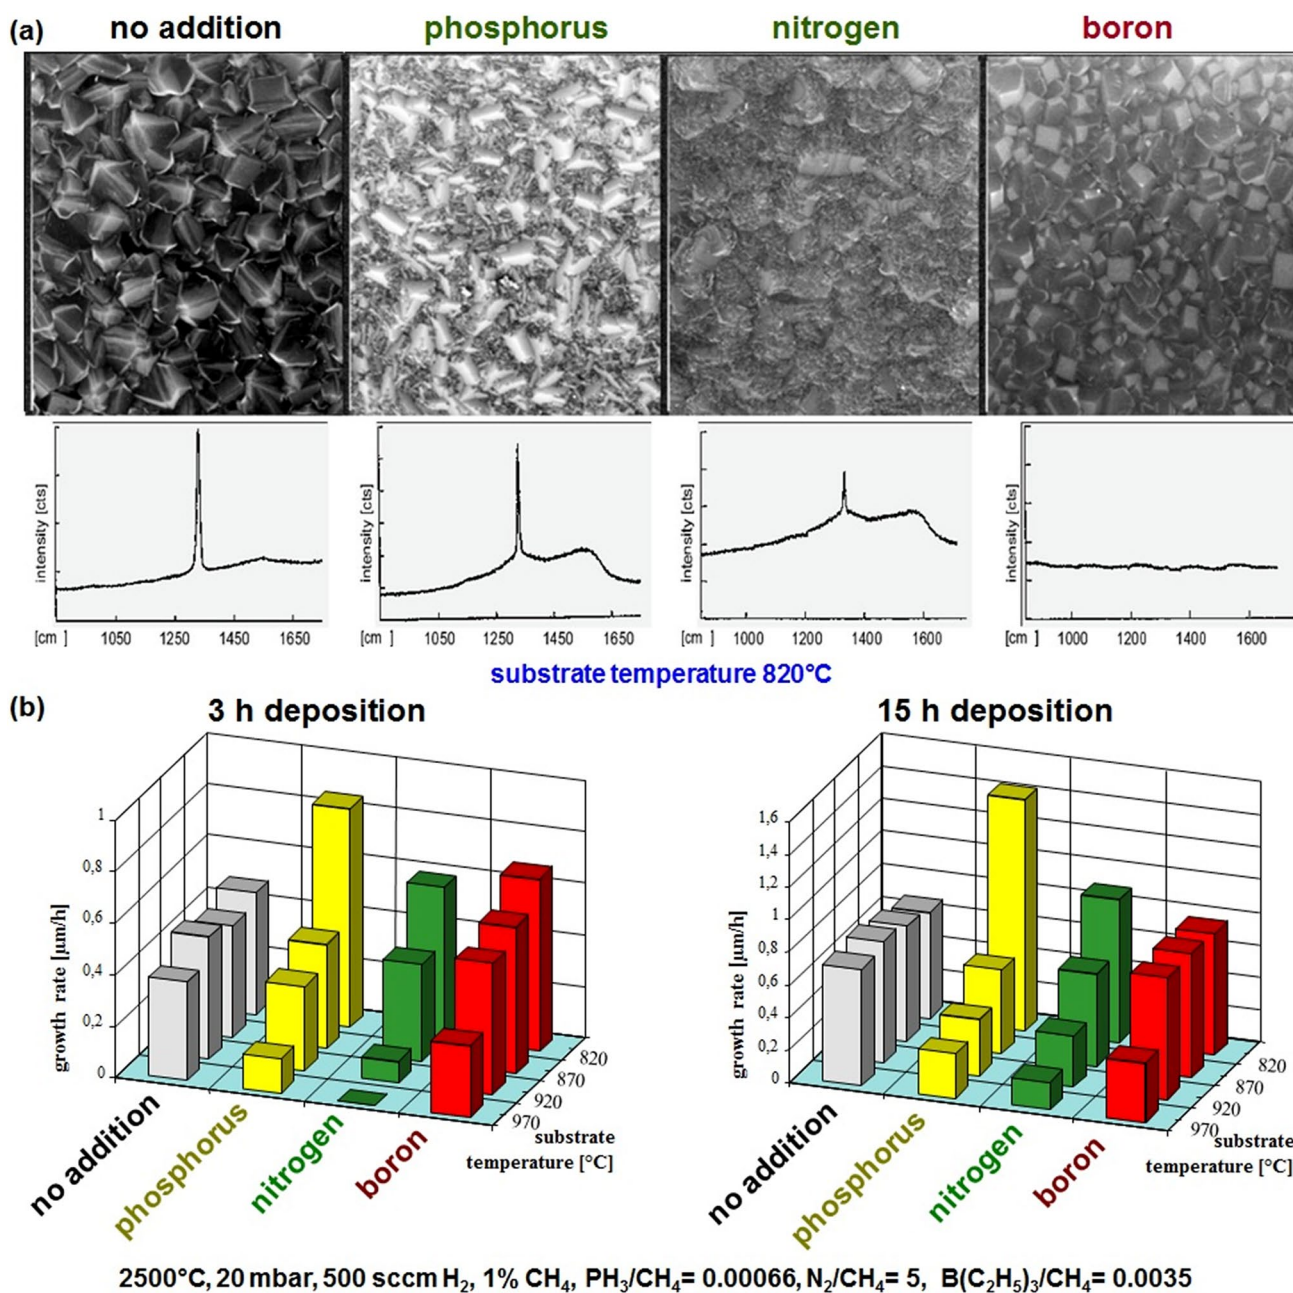 (a) no addition phosphorus nitrogen boron
intensity [cts] intensity [cts] intensity [cts] intensity [cts]
[cm ] 1050 1250 1450 1650 [cm ] 1050 1250 1450 1650 [cm ] 1000 1200 1400 1600 [cm ] 1000 1200 1400 1600
substrate temperature 820°C
(b)
3 h deposition
growth rate [µm/h]
1
0,8
0,6
0,4
0,2
0
820
870
920
970
substrate
temperature [°C]
no addition
phosphorus
nitrogen
boron
15 h deposition
growth rate [µm/h]
1,6
1,4
1,2
1
0,8
0,6
0,4
0,2
0
820
870
920
970
substrate
temperature [°C]
no addition
phosphorus
nitrogen
boron
2500°C, 20 mbar, 500 sccm H₂, 1% CH₄, PH₃/CH₄= 0.00066, N₂/CH₄= 5, B(C₂H₅)₃/CH₄= 0.0035